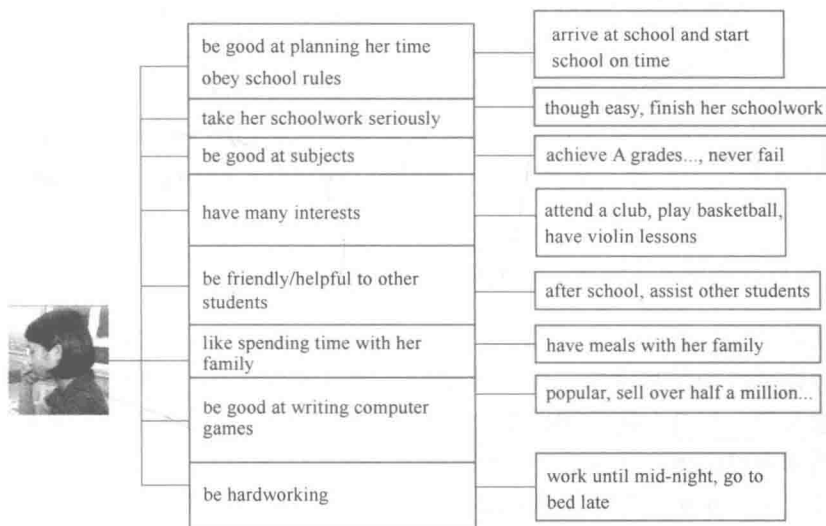 be good at planning her time
obey school rules
arrive at school and start
school on time
take her schoolwork seriously
though easy, finish her schoolwork
be good at subjects
achieve A grades..., never fail
have many interests
attend a club, play basketball,
have violin lessons
be friendly/helpful to other
students
after school, assist other students
like spending time with her
family
have meals with her family
be good at writing computer
games
popular, sell over half a million...
be hardworking
work until mid-night, go to
bed late